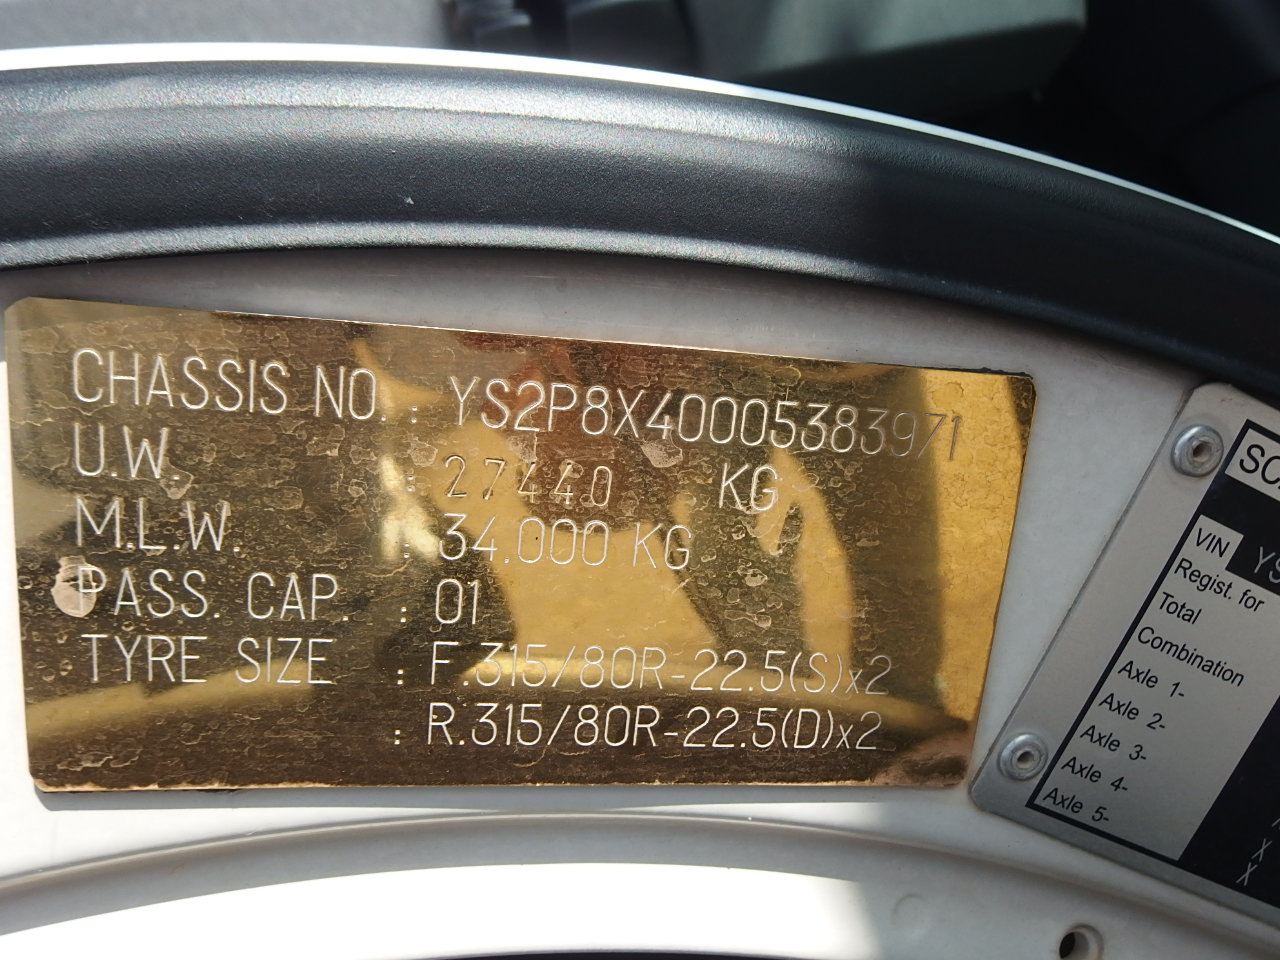 CHASSIS NO. : YS2P8X40005383971
U.W. : 27440 KG
M.L.W. : 34.000 KG
PASS. CAP. : 01
TYRE SIZE : F.315/80R-22.5(S)x2
: R.315/80R-22.5(D)x2
VIN YS
Regist. for
Total
Combination
Axle 1-
Axle 2-
Axle 3-
Axle 4-
Axle 5-
X
X